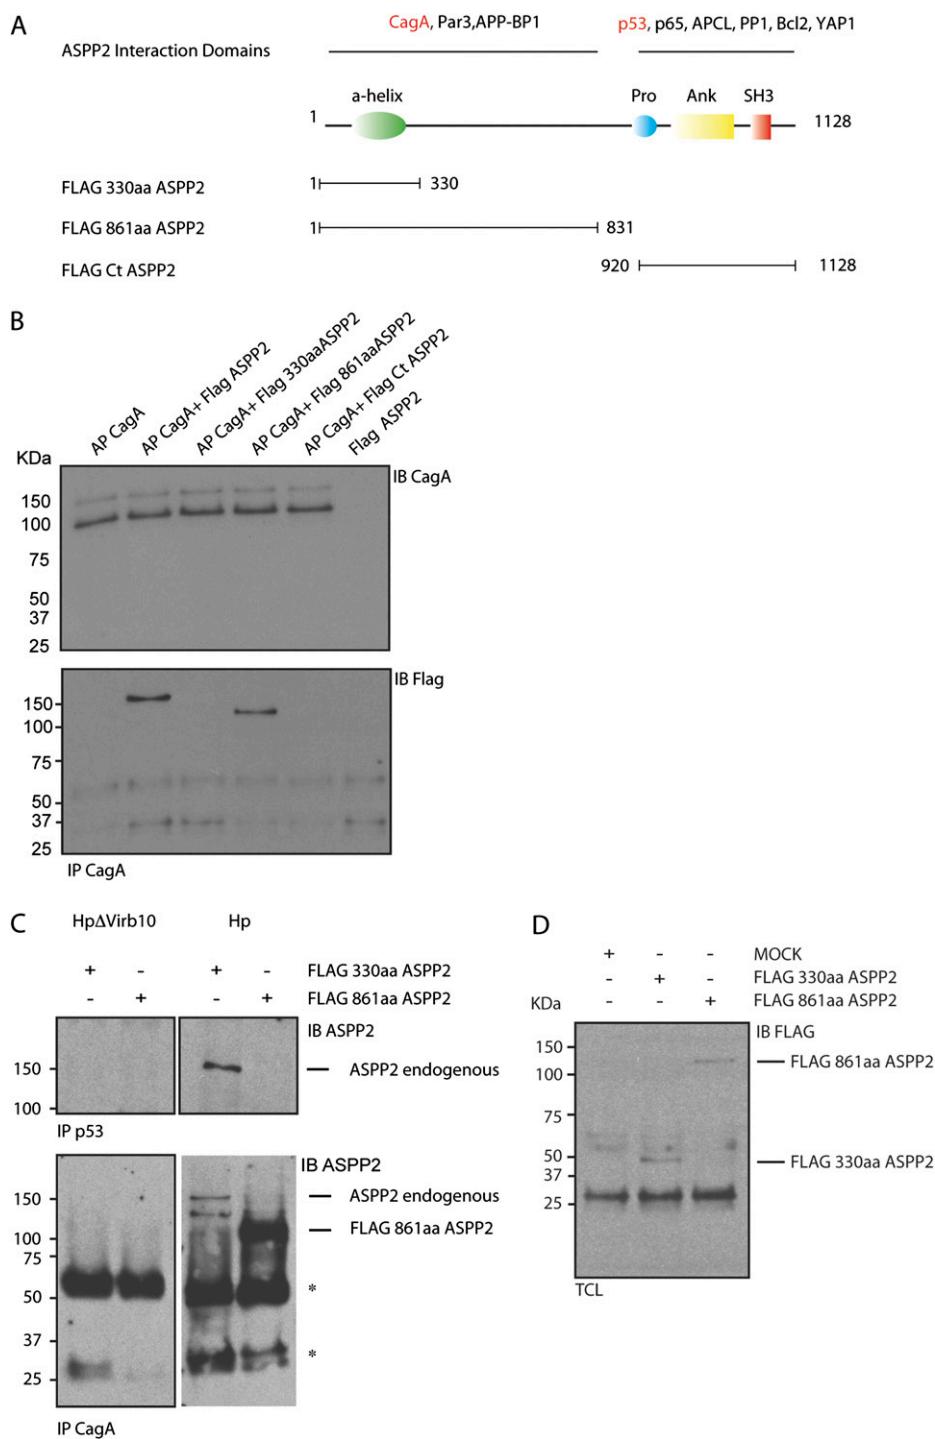 A
CagA, Par3,APP-BP1
p53, p65, APCL, PP1, Bcl2, YAP1
ASPP2 Interaction Domains
a-helix
Pro
Ank
SH3
1
1128
FLAG 330aa ASPP2
1
330
FLAG 861aa ASPP2
1
831
FLAG Ct ASPP2
920
1128
B
AP CagA
AP CagA+ Flag ASPP2
AP CagA+ Flag 330aaASPP2
AP CagA+ Flag 861aaASPP2
AP CagA+ Flag Ct ASPP2
Flag ASPP2
KDa
IB CagA
150
100
75
50
37
25
IB Flag
150
100
75
50
37
25
IP CagA
C
HpΔVirb10
Hp
+ - + - FLAG 330aa ASPP2
- + - + FLAG 861aa ASPP2
IB ASPP2
150
ASPP2 endogenous
100
IP p53
IB ASPP2
150
ASPP2 endogenous
FLAG 861aa ASPP2
100
75
50
*
37
*
25
IP CagA
D
+ - - MOCK
- + - FLAG 330aa ASPP2
- - + FLAG 861aa ASPP2
KDa
IB FLAG
150
FLAG 861aa ASPP2
100
75
50
FLAG 330aa ASPP2
37
25
TCL